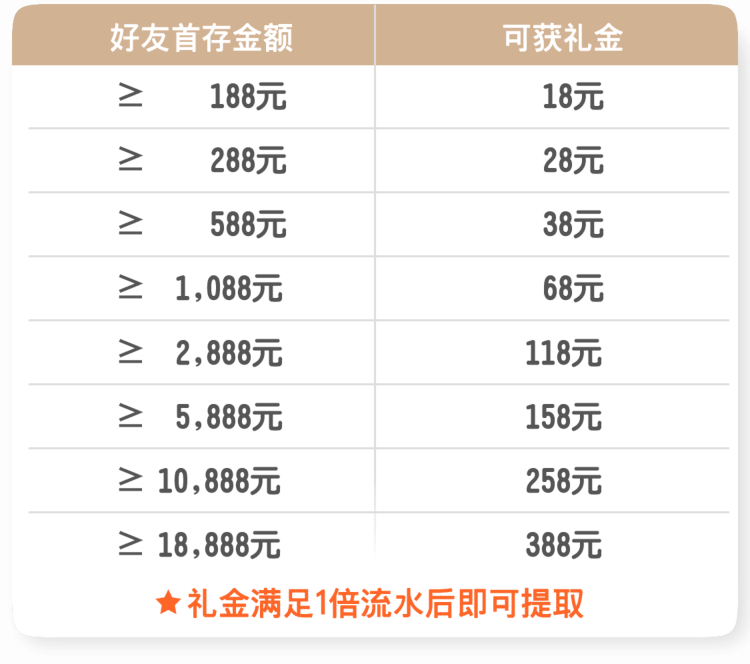 好友首存金额 可获礼金
≥ 188元 18元
≥ 288元 28元
≥ 588元 38元
≥ 1,088元 68元
≥ 2,888元 118元
≥ 5,888元 158元
≥ 10,888元 258元
≥ 18,888元 388元
★礼金满足1倍流水后即可提取